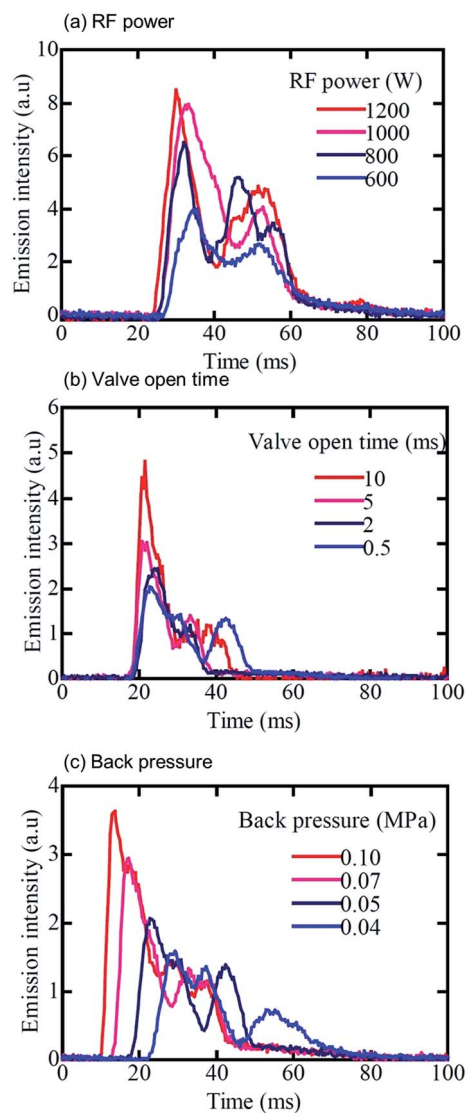 (a) RF power
Emission intensity (a.u)
10
8
6
4
2
0
RF power (W)
1200
1000
800
600
0 20 40 60 80 100
Time (ms)
(b) Valve open time
Emission intensity (a.u)
6
5
4
3
2
1
0
Valve open time (ms)
10
5
2
0.5
0 20 40 60 80 100
Time (ms)
(c) Back pressure
Emission intensity (a.u)
4
3
2
1
0
Back pressure (MPa)
0.10
0.07
0.05
0.04
0 20 40 60 80 100
Time (ms)